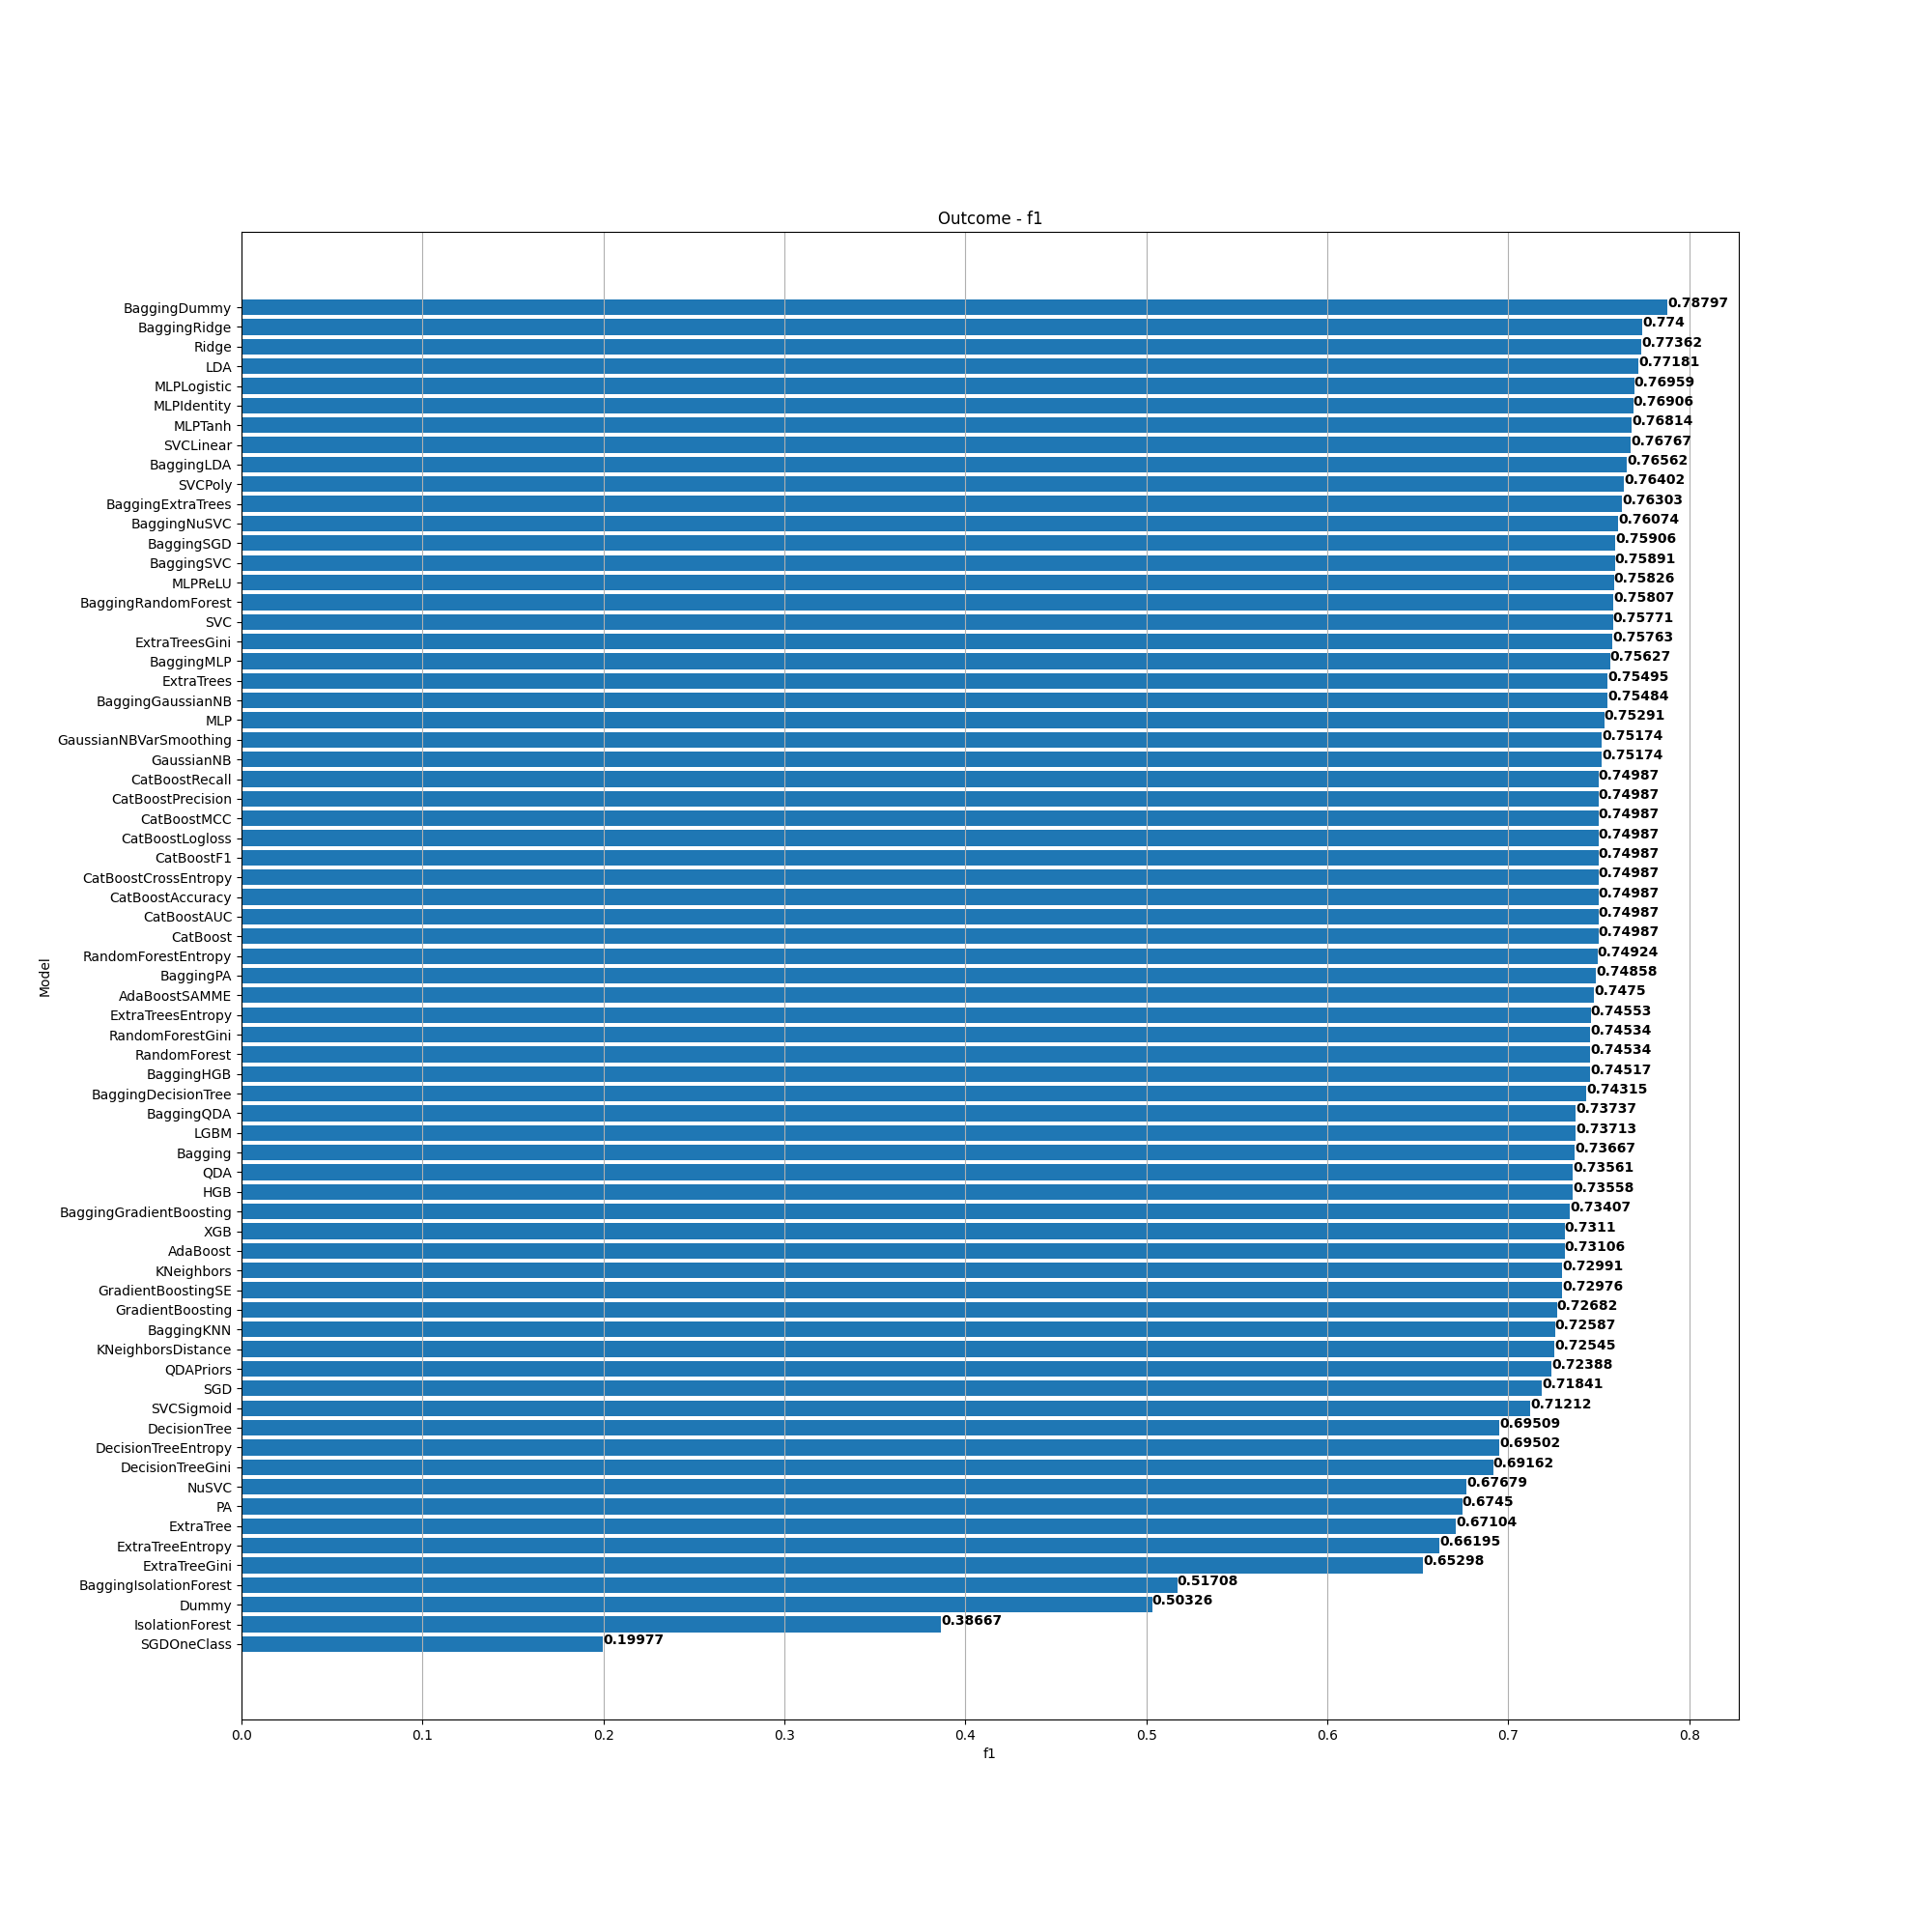 Outcome - f1
BaggingDummy 0.78797
BaggingRidge 0.774
Ridge 0.77362
LDA 0.77181
MLPLogistic 0.76959
MLPIdentity 0.76906
MLPTanh 0.76814
SVCLinear 0.76767
BaggingLDA 0.76562
SVCPoly 0.76402
BaggingExtraTrees 0.76303
BaggingNuSVC 0.76074
BaggingSGD 0.75906
BaggingSVC 0.75891
MLPReLU 0.75826
BaggingRandomForest 0.75807
SVC 0.75771
ExtraTreesGini 0.75763
BaggingMLP 0.75627
ExtraTrees 0.75495
BaggingGaussianNB 0.75484
MLP 0.75291
GaussianNBVarSmoothing 0.75174
GaussianNB 0.75174
CatBoostRecall 0.74987
CatBoostPrecision 0.74987
CatBoostMCC 0.74987
CatBoostLogloss 0.74987
CatBoostF1 0.74987
CatBoostCrossEntropy 0.74987
CatBoostAccuracy 0.74987
CatBoostAUC 0.74987
CatBoost 0.74987
RandomForestEntropy 0.74924
BaggingPA 0.74858
AdaBoostSAMME 0.7475
ExtraTreesEntropy 0.74553
RandomForestGini 0.74534
RandomForest 0.74534
BaggingHGB 0.74517
BaggingDecisionTree 0.74315
BaggingQDA 0.73737
LGBM 0.73713
Bagging 0.73667
QDA 0.73561
HGB 0.73558
BaggingGradientBoosting 0.73407
XGB 0.7311
AdaBoost 0.73106
KNeighbors 0.72991
GradientBoostingSE 0.72976
GradientBoosting 0.72682
BaggingKNN 0.72587
KNeighborsDistance 0.72545
QDAPriors 0.72388
SGD 0.71841
SVCSigmoid 0.71212
DecisionTree 0.69509
DecisionTreeEntropy 0.69502
DecisionTreeGini 0.69162
NuSVC 0.67679
PA 0.6745
ExtraTree 0.67104
ExtraTreeEntropy 0.66195
ExtraTreeGini 0.65298
BaggingIsolationForest 0.51708
Dummy 0.50326
IsolationForest 0.38667
SGDOneClass 0.19977
Model
0.0 0.1 0.2 0.3 0.4 0.5 0.6 0.7 0.8
f1